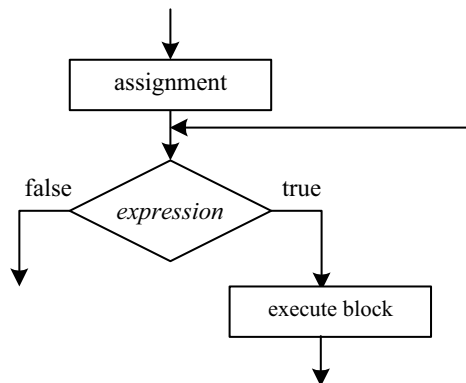 assignment
false
true
expression
execute block